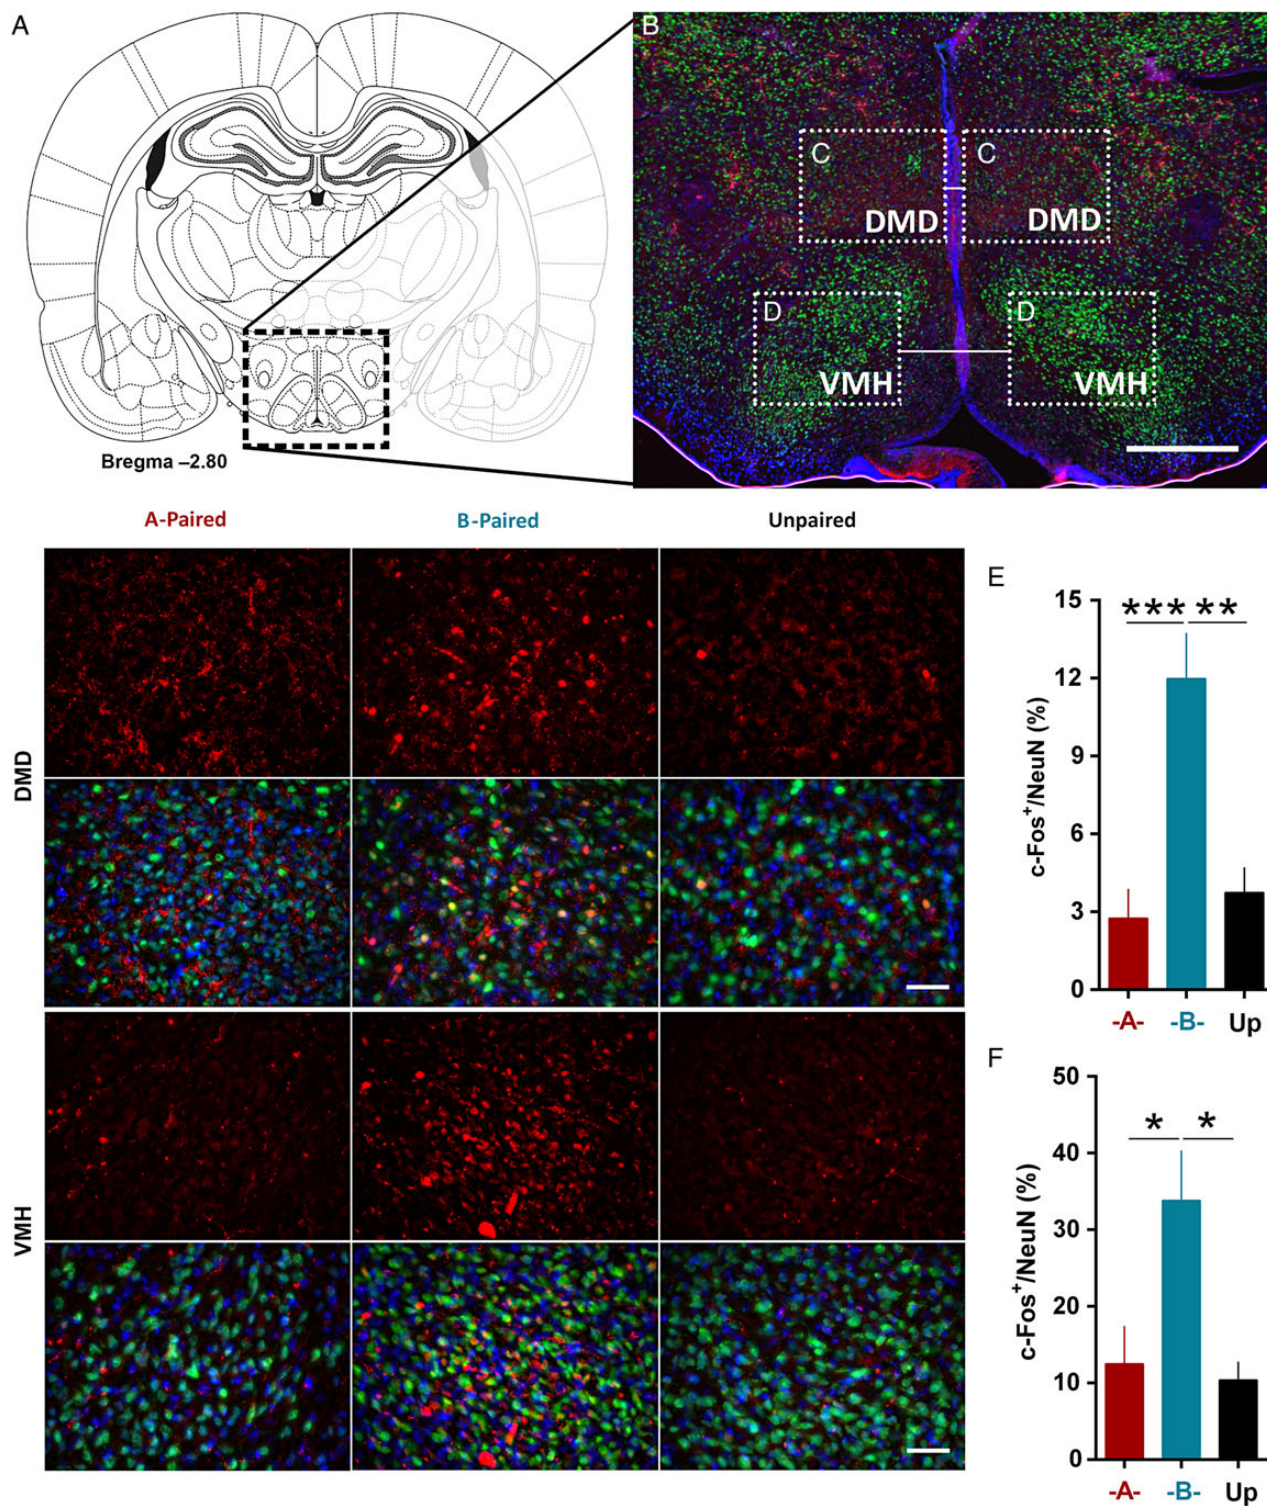 A
Bregma –2.80
B
C
C
DMD
DMD
D
D
VMH
VMH
A-Paired
B-Paired
Unpaired
DMD
VMH
E
15
12
9
6
3
0
c-Fos⁺/NeuN (%)
*** **
-A-
-B-
Up
F
50
40
30
20
10
0
c-Fos⁺/NeuN (%)
* *
-A-
-B-
Up